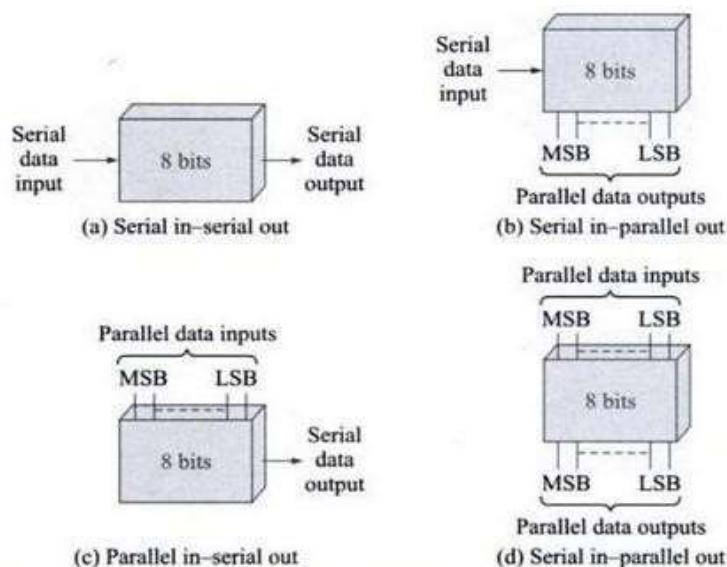 Serial
data
input
8 bits
Serial
data
output
(a) Serial in–serial out
Serial
data
input
8 bits
MSB LSB
Parallel data outputs
(b) Serial in–parallel out
Parallel data inputs
MSB LSB
8 bits
Serial
data
output
(c) Parallel in–serial out
Parallel data inputs
MSB LSB
8 bits
MSB LSB
Parallel data outputs
(d) Serial in–parallel out